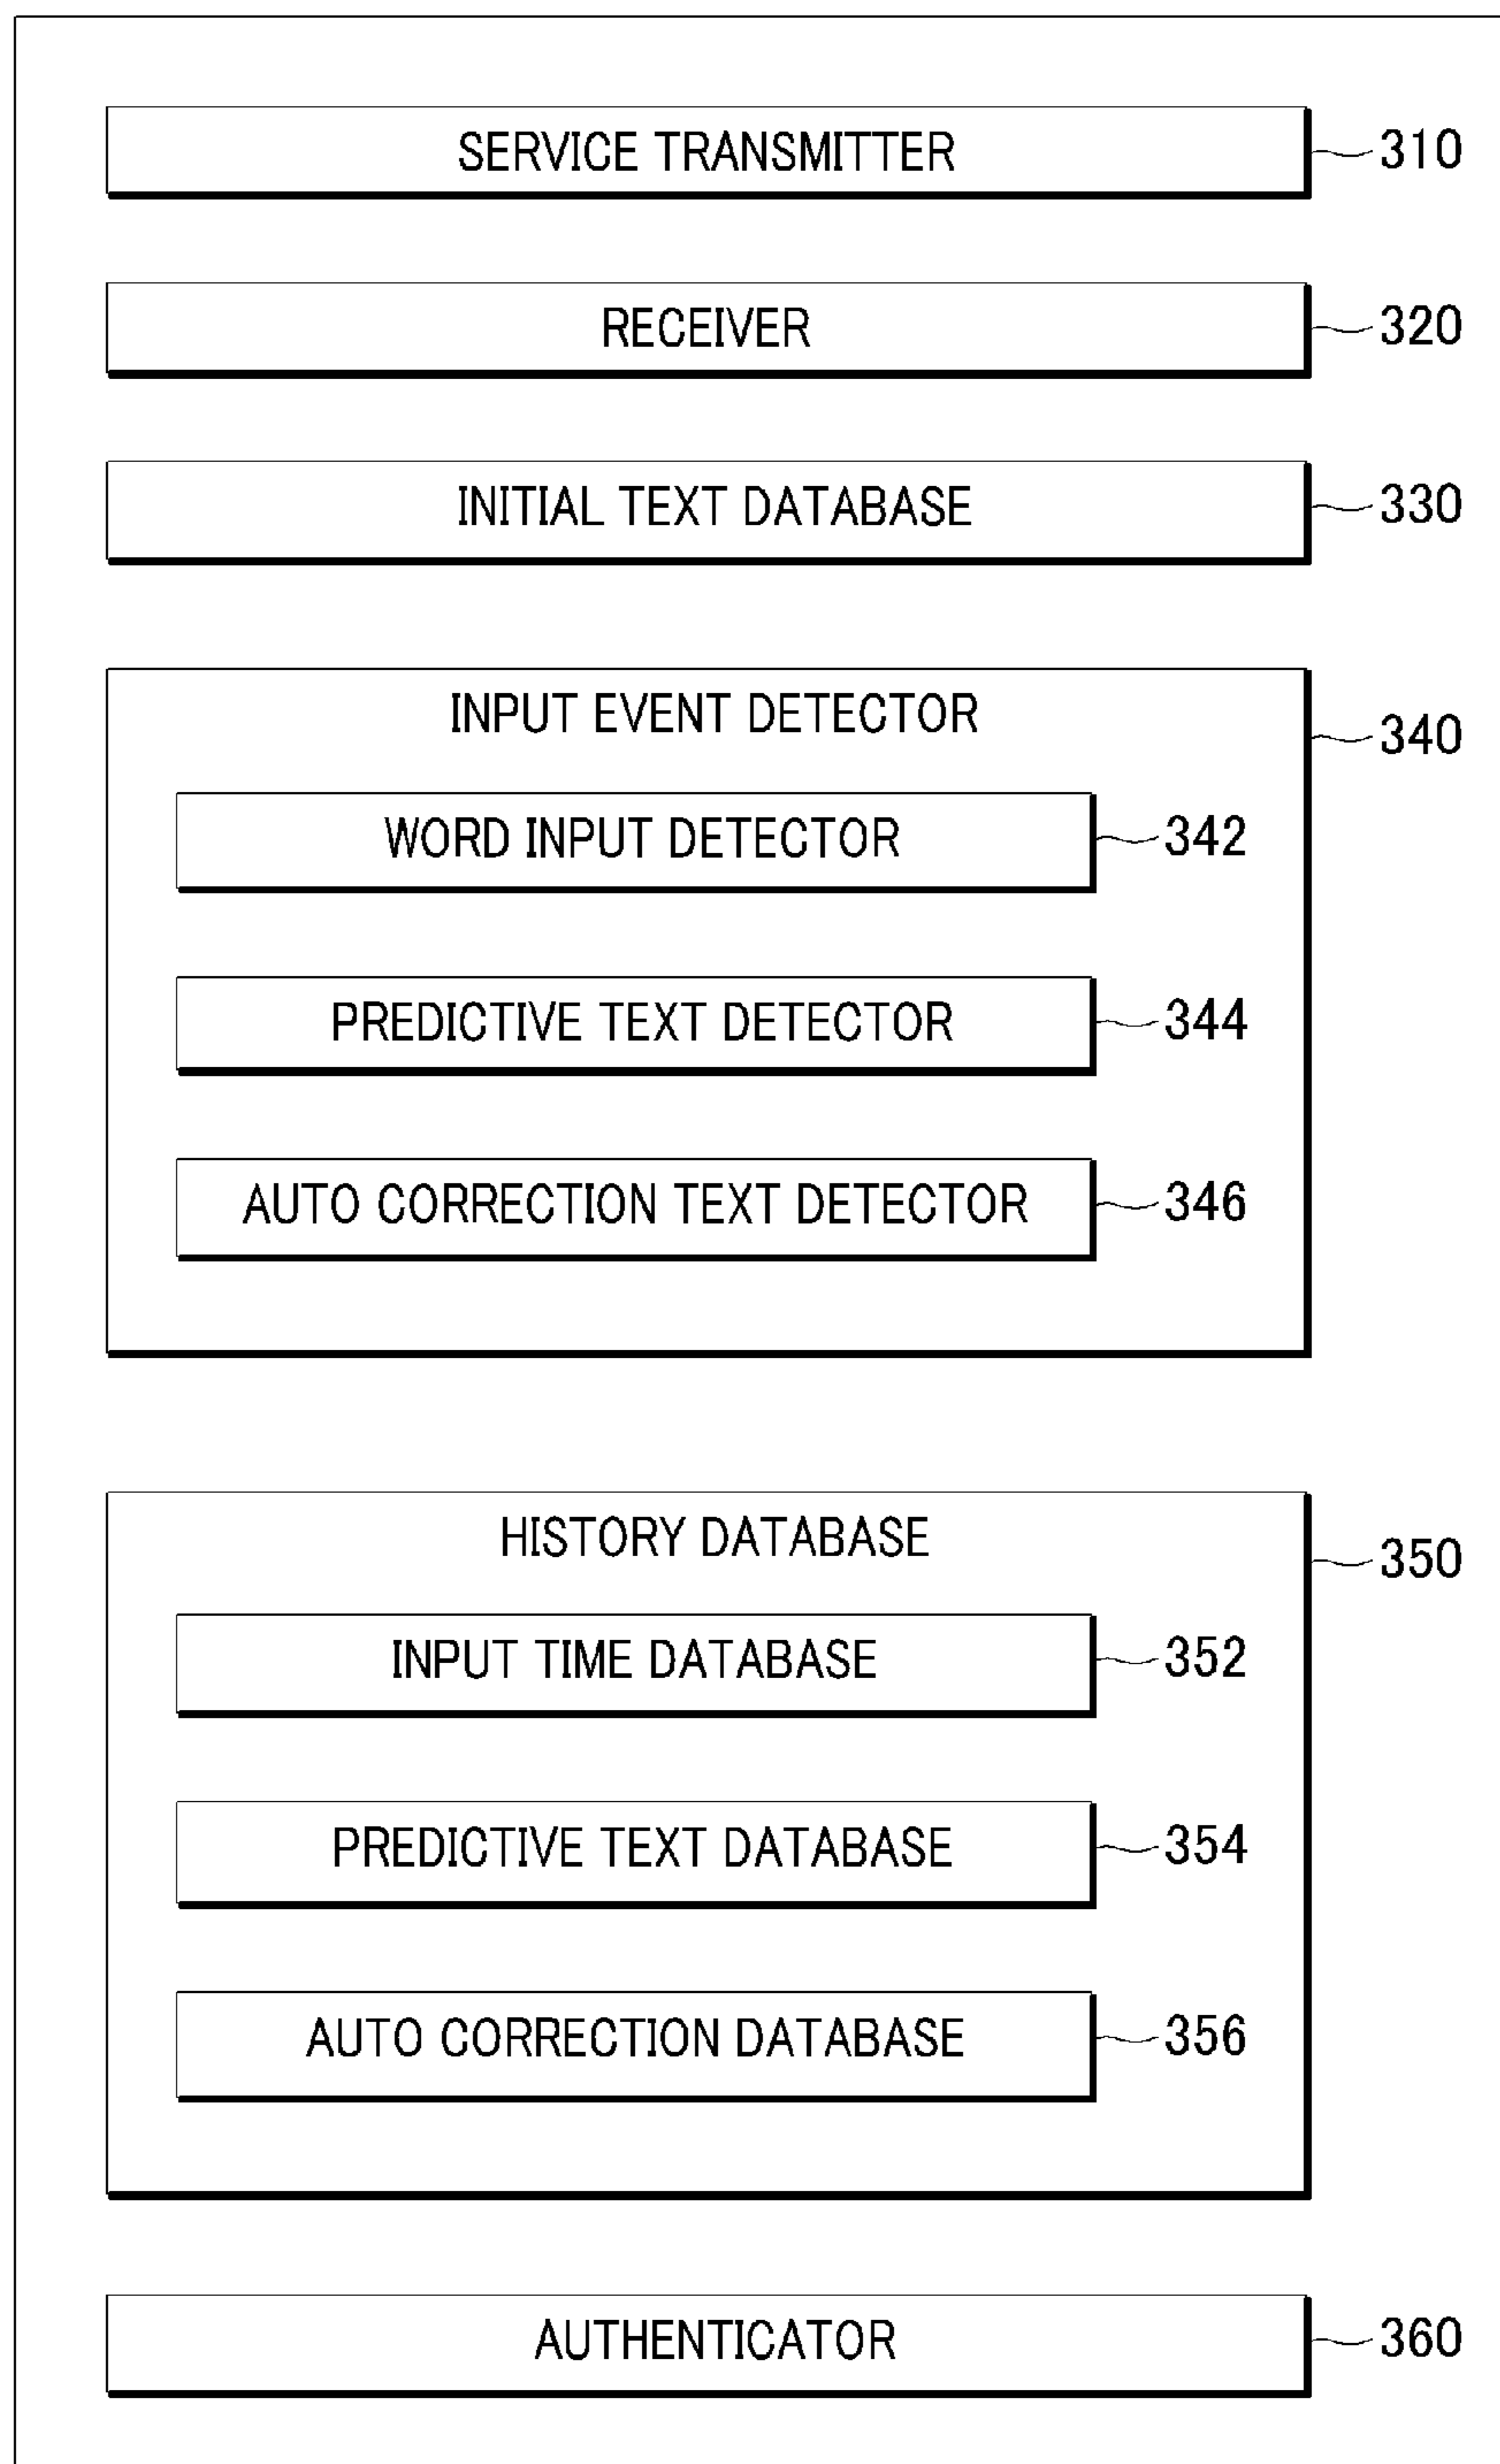 SERVICE TRANSMITTER 310
RECEIVER 320
INITIAL TEXT DATABASE 330
INPUT EVENT DETECTOR 340
WORD INPUT DETECTOR 342
PREDICTIVE TEXT DETECTOR 344
AUTO CORRECTION TEXT DETECTOR 346
HISTORY DATABASE 350
INPUT TIME DATABASE 352
PREDICTIVE TEXT DATABASE 354
AUTO CORRECTION DATABASE 356
AUTHENTICATOR 360